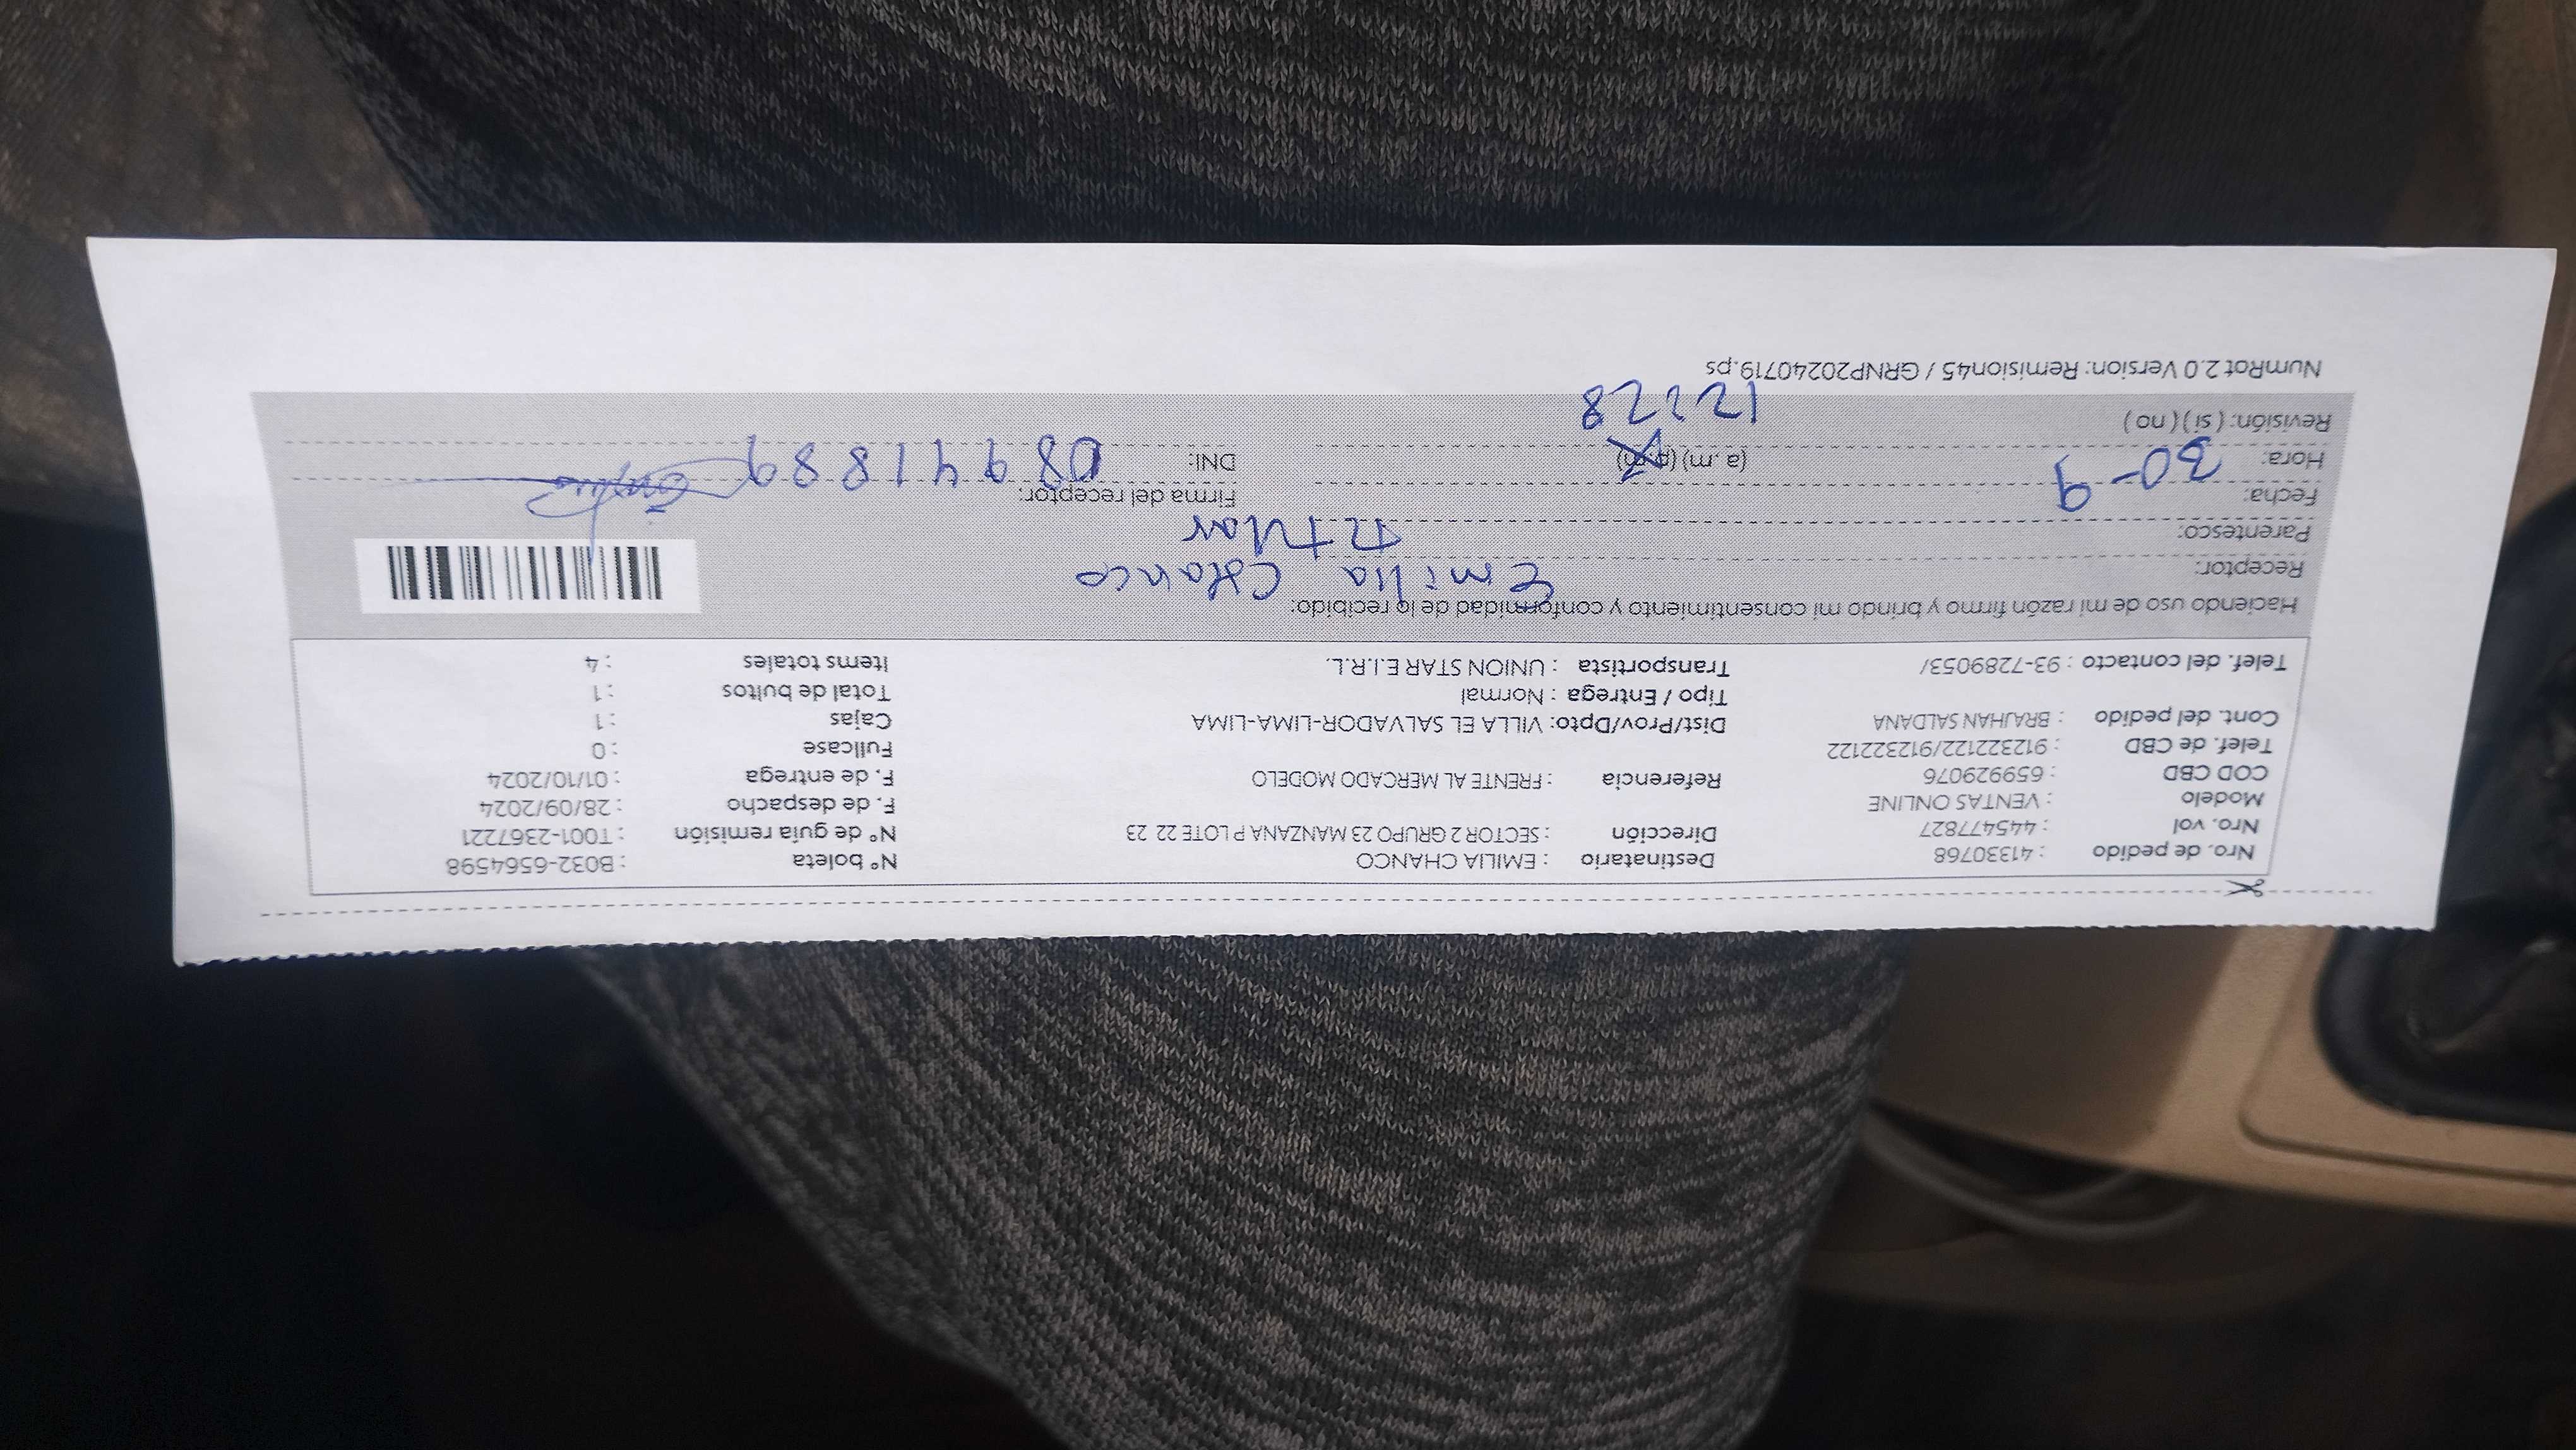 Nro. de pedido : 41330768
Nro. vol : 445477827
Modelo : VENTAS ONLINE
COD CBD : 659929076
Telef. de CBD : 912322122/912322122
Cont. del pedido : BRAJHAN SALDANA
Telef. del contacto : 93-7289053/
Destinatario : EMILIA CHANCO
Dirección : SECTOR 2 GRUPO 23 MANZANA P LOTE 22 23
Referencia : FRENTE AL MERCADO MODELO
Dist/Prov/Dpto: VILLA EL SALVADOR-LIMA-LIMA
Tipo / Entrega : Normal
Transportista : UNION STAR E.I.R.L.
N° boleta : B032-6564598
N° de guía remisión : T001-2367221
F. de despacho : 28/09/2024
F. de entrega : 01/10/2024
Fullcase : 0
Cajas : 1
Total de bultos : 1
Items totales : 4
Haciendo uso de mi razón firmo y brindo mi consentimiento y conformidad de lo recibido:
Receptor: Emilia CHanco
Parentesco: Titular
Fecha: 30-9
Firma del receptor:
Hora: (a. m) (p.m) 12:28
DNI: 08941889
Revisión: ( si ) ( no )
NumRot 2.0 Version: Remision45 / GRNP20240719.ps